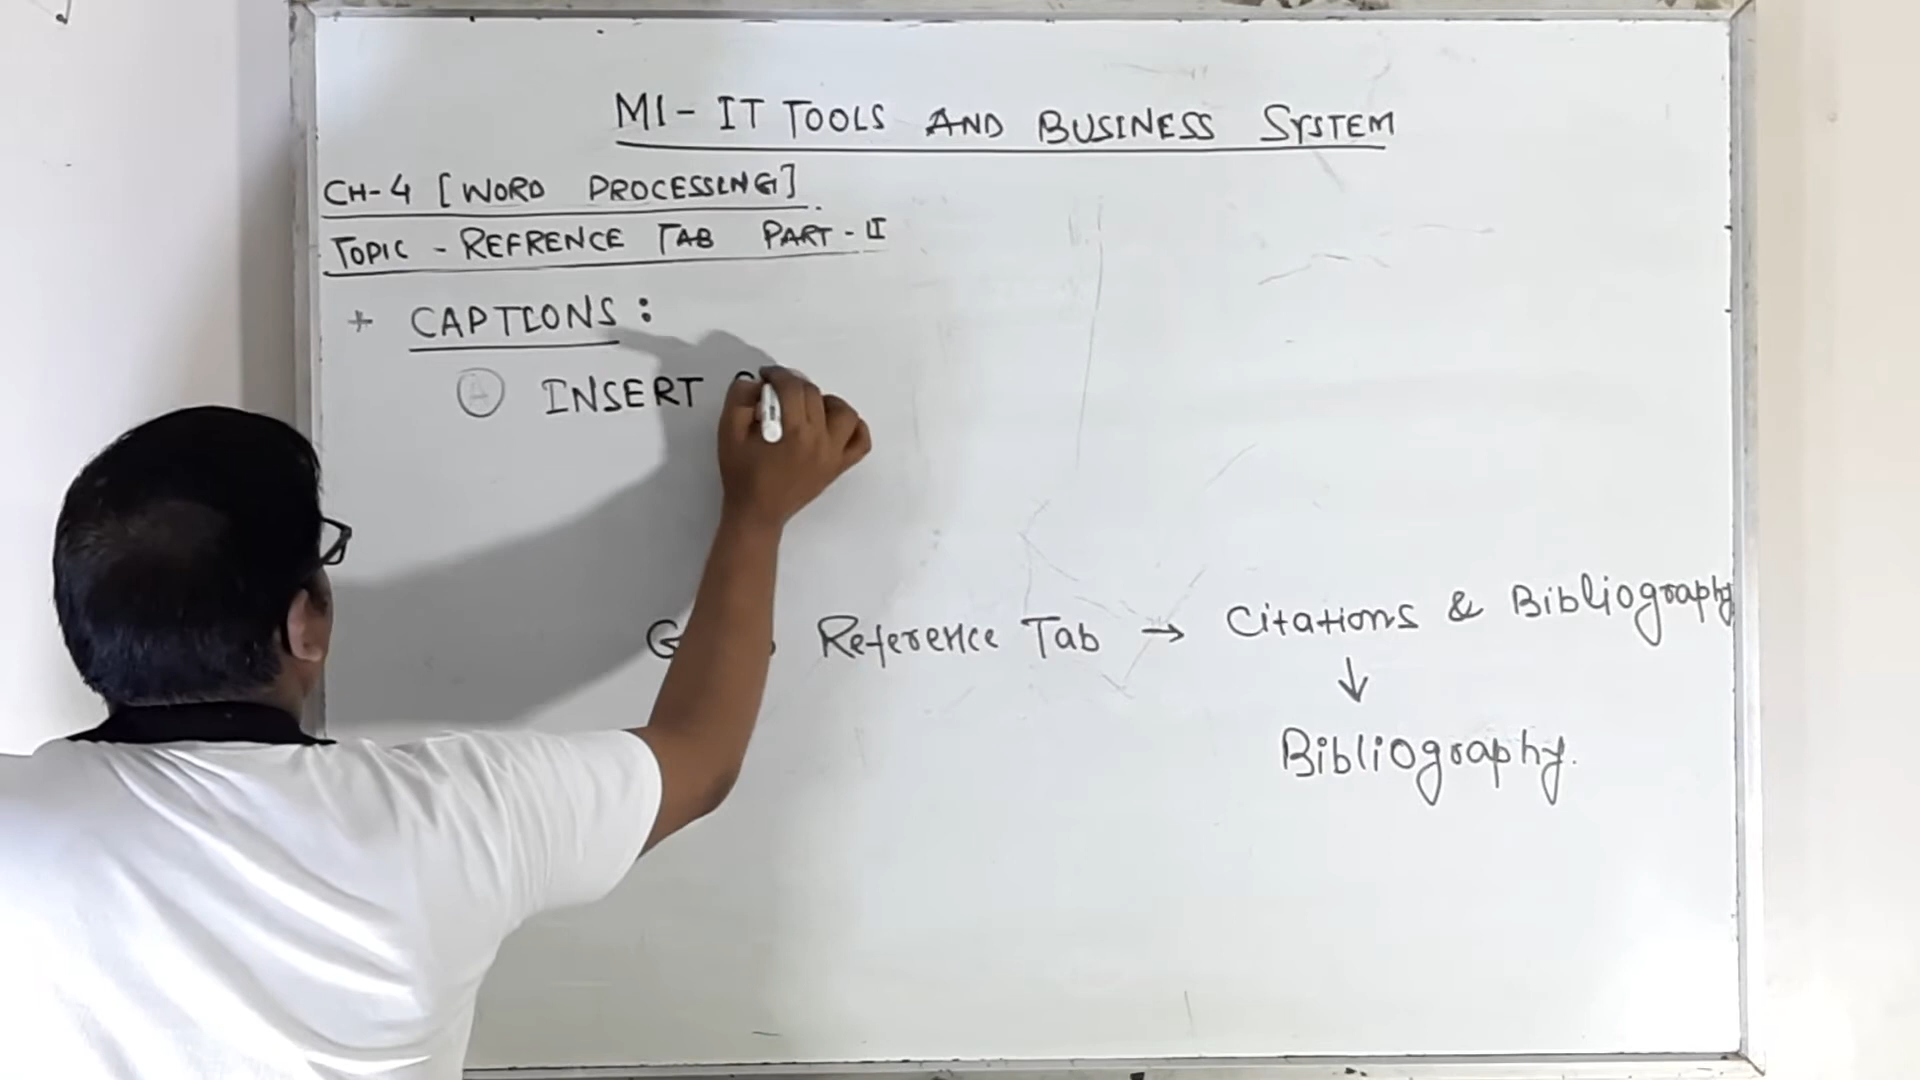 M1 - IT TOOLS AND BUSINESS SYSTEM
CH-4 [WORD PROCESSING]
TOPIC - REFRENCE TAB PART - II
+ CAPTIONS :
A INSERT
Reference Tab → Citations & Bibliography
↓
Bibliography.